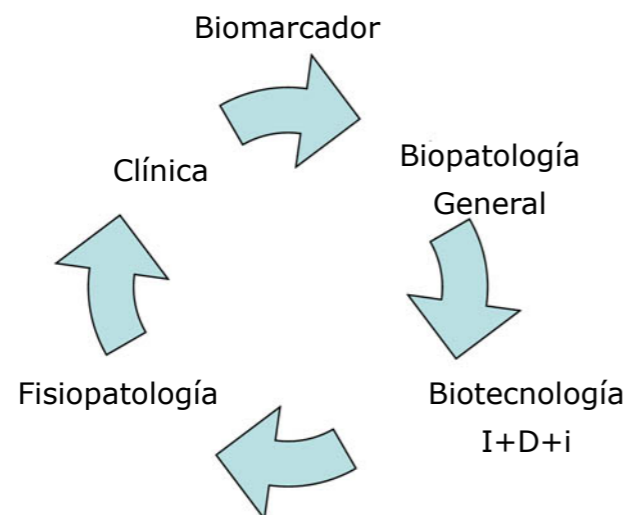 Biomarcador
Biopatología
General
Clínica
Fisiopatología
Biotecnología
I+D+i